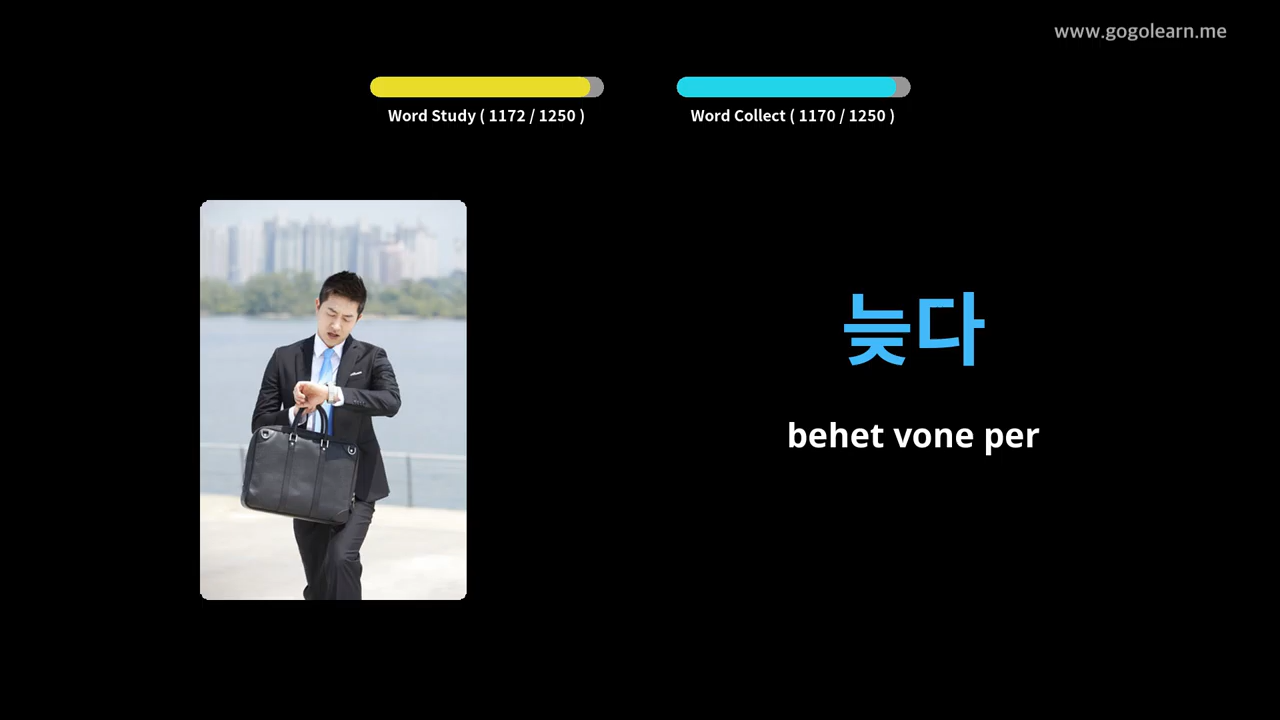 www.gogolearn.me
Word Study ( 1172 / 1250 )
Word Collect ( 1170 / 1250 )
늦다
behet vone per